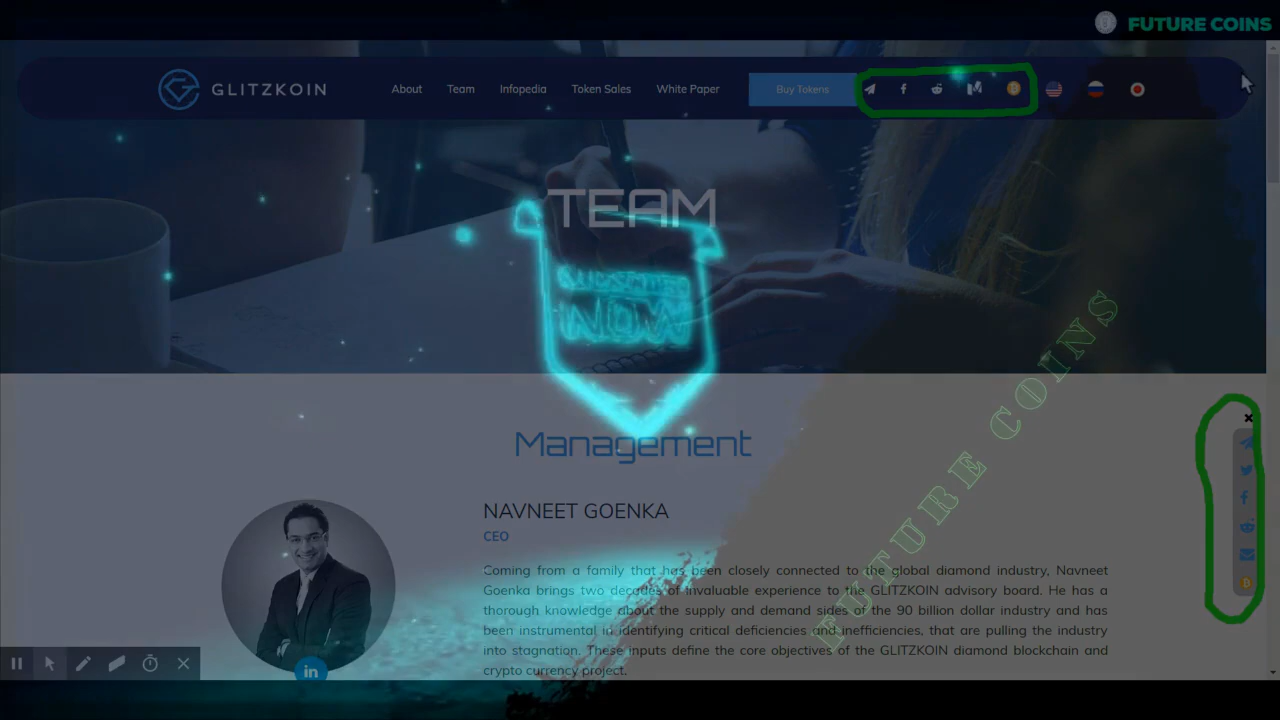 FUTURE COINS
GLITZKOIN
About Team Infopedia Token Sales White Paper Buy Tokens
TEAM
NOW
Management
NAVNEET GOENKA
CEO
Coming from a family that has been closely connected to the global diamond industry, Navneet
Goenka brings two decades of invaluable experience to the GLITZKOIN advisory board. He has a
thorough knowledge about the supply and demand sides of the 90 billion dollar industry and has
been instrumental in identifying critical deficiencies and inefficiencies, that are pulling the industry
into stagnation. These inputs define the core objectives of the GLITZKOIN diamond blockchain and
crypto currency project.
in
FUTURE COINS